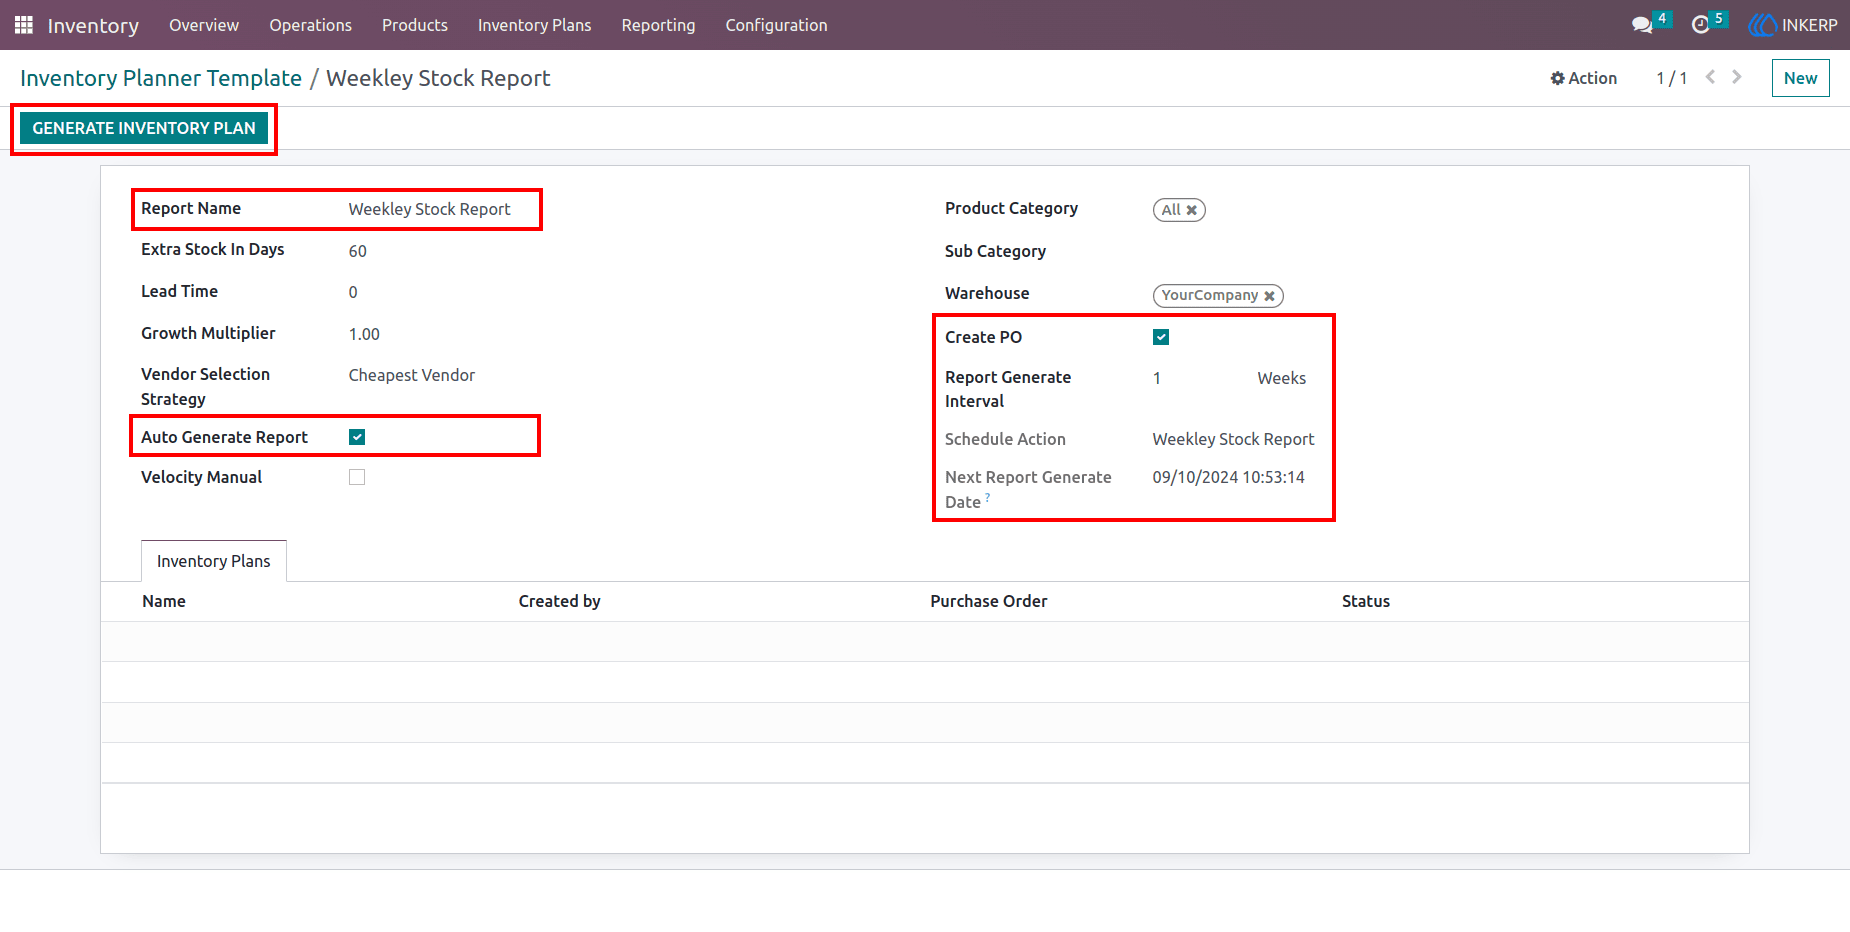 Inventory Overview Operations Products Inventory Plans Reporting Configuration 4 5 INKERP
Inventory Planner Template / Weekley Stock Report Action 1 / 1 New
GENERATE INVENTORY PLAN
Report Name Weekley Stock Report
Extra Stock In Days 60
Lead Time 0
Growth Multiplier 1.00
Vendor Selection Strategy Cheapest Vendor
Auto Generate Report
Velocity Manual
Product Category All
Sub Category
Warehouse YourCompany
Create PO
Report Generate Interval 1 Weeks
Schedule Action Weekley Stock Report
Next Report Generate Date ? 09/10/2024 10:53:14
Inventory Plans
Name Created by Purchase Order Status